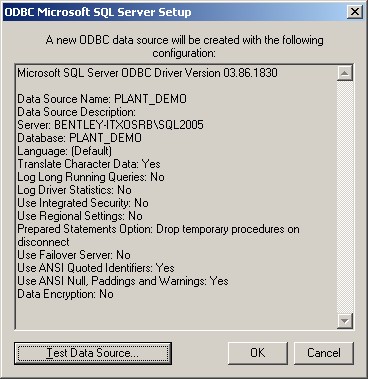 ODBC Microsoft SQL Server Setup
A new ODBC data source will be created with the following
configuration:
Microsoft SQL Server ODBC Driver Version 03.86.1830
Data Source Name: PLANT_DEMO
Data Source Description:
Server: BENTLEY-ITXOSRB\SQL2005
Database: PLANT_DEMO
Language: (Default)
Translate Character Data: Yes
Log Long Running Queries: No
Log Driver Statistics: No
Use Integrated Security: No
Use Regional Settings: No
Prepared Statements Option: Drop temporary procedures on
disconnect
Use Failover Server: No
Use ANSI Quoted Identifiers: Yes
Use ANSI Null, Paddings and Warnings: Yes
Data Encryption: No
Test Data Source...
OK
Cancel